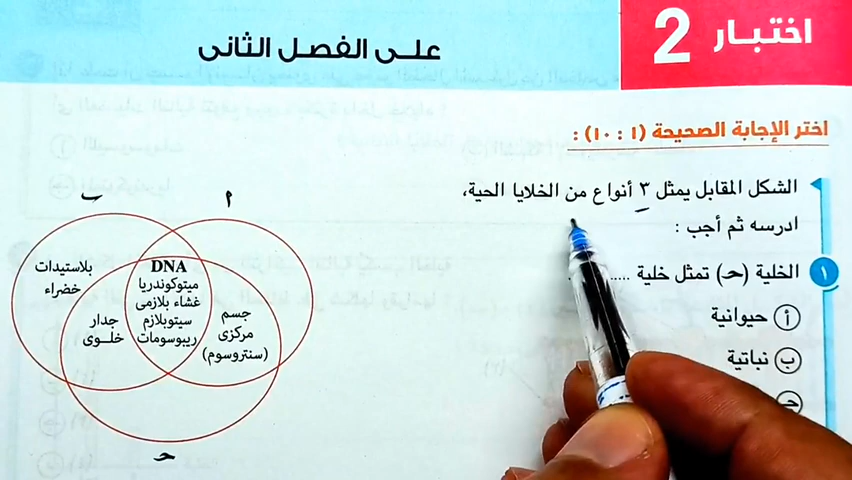 اختبار 2
على الفصل الثانى
اختر الإجابة الصحيحة (١ : ١٠) :
الشكل المقابل يمثل ٣ أنواع من الخلايا الحية،
ادرسه ثم أجب :
١ الخلية (حـ) تمثل خلية ..........
أ حيوانية
ب نباتية
حـ
ب
أ
بلاستيدات
خضراء
DNA
ميتوكوندريا
غشاء بلازمى
سيتوبلازم
ريبوسومات
جدار
خلوى
جسم
مركزى
(سنتروسوم)
حـ